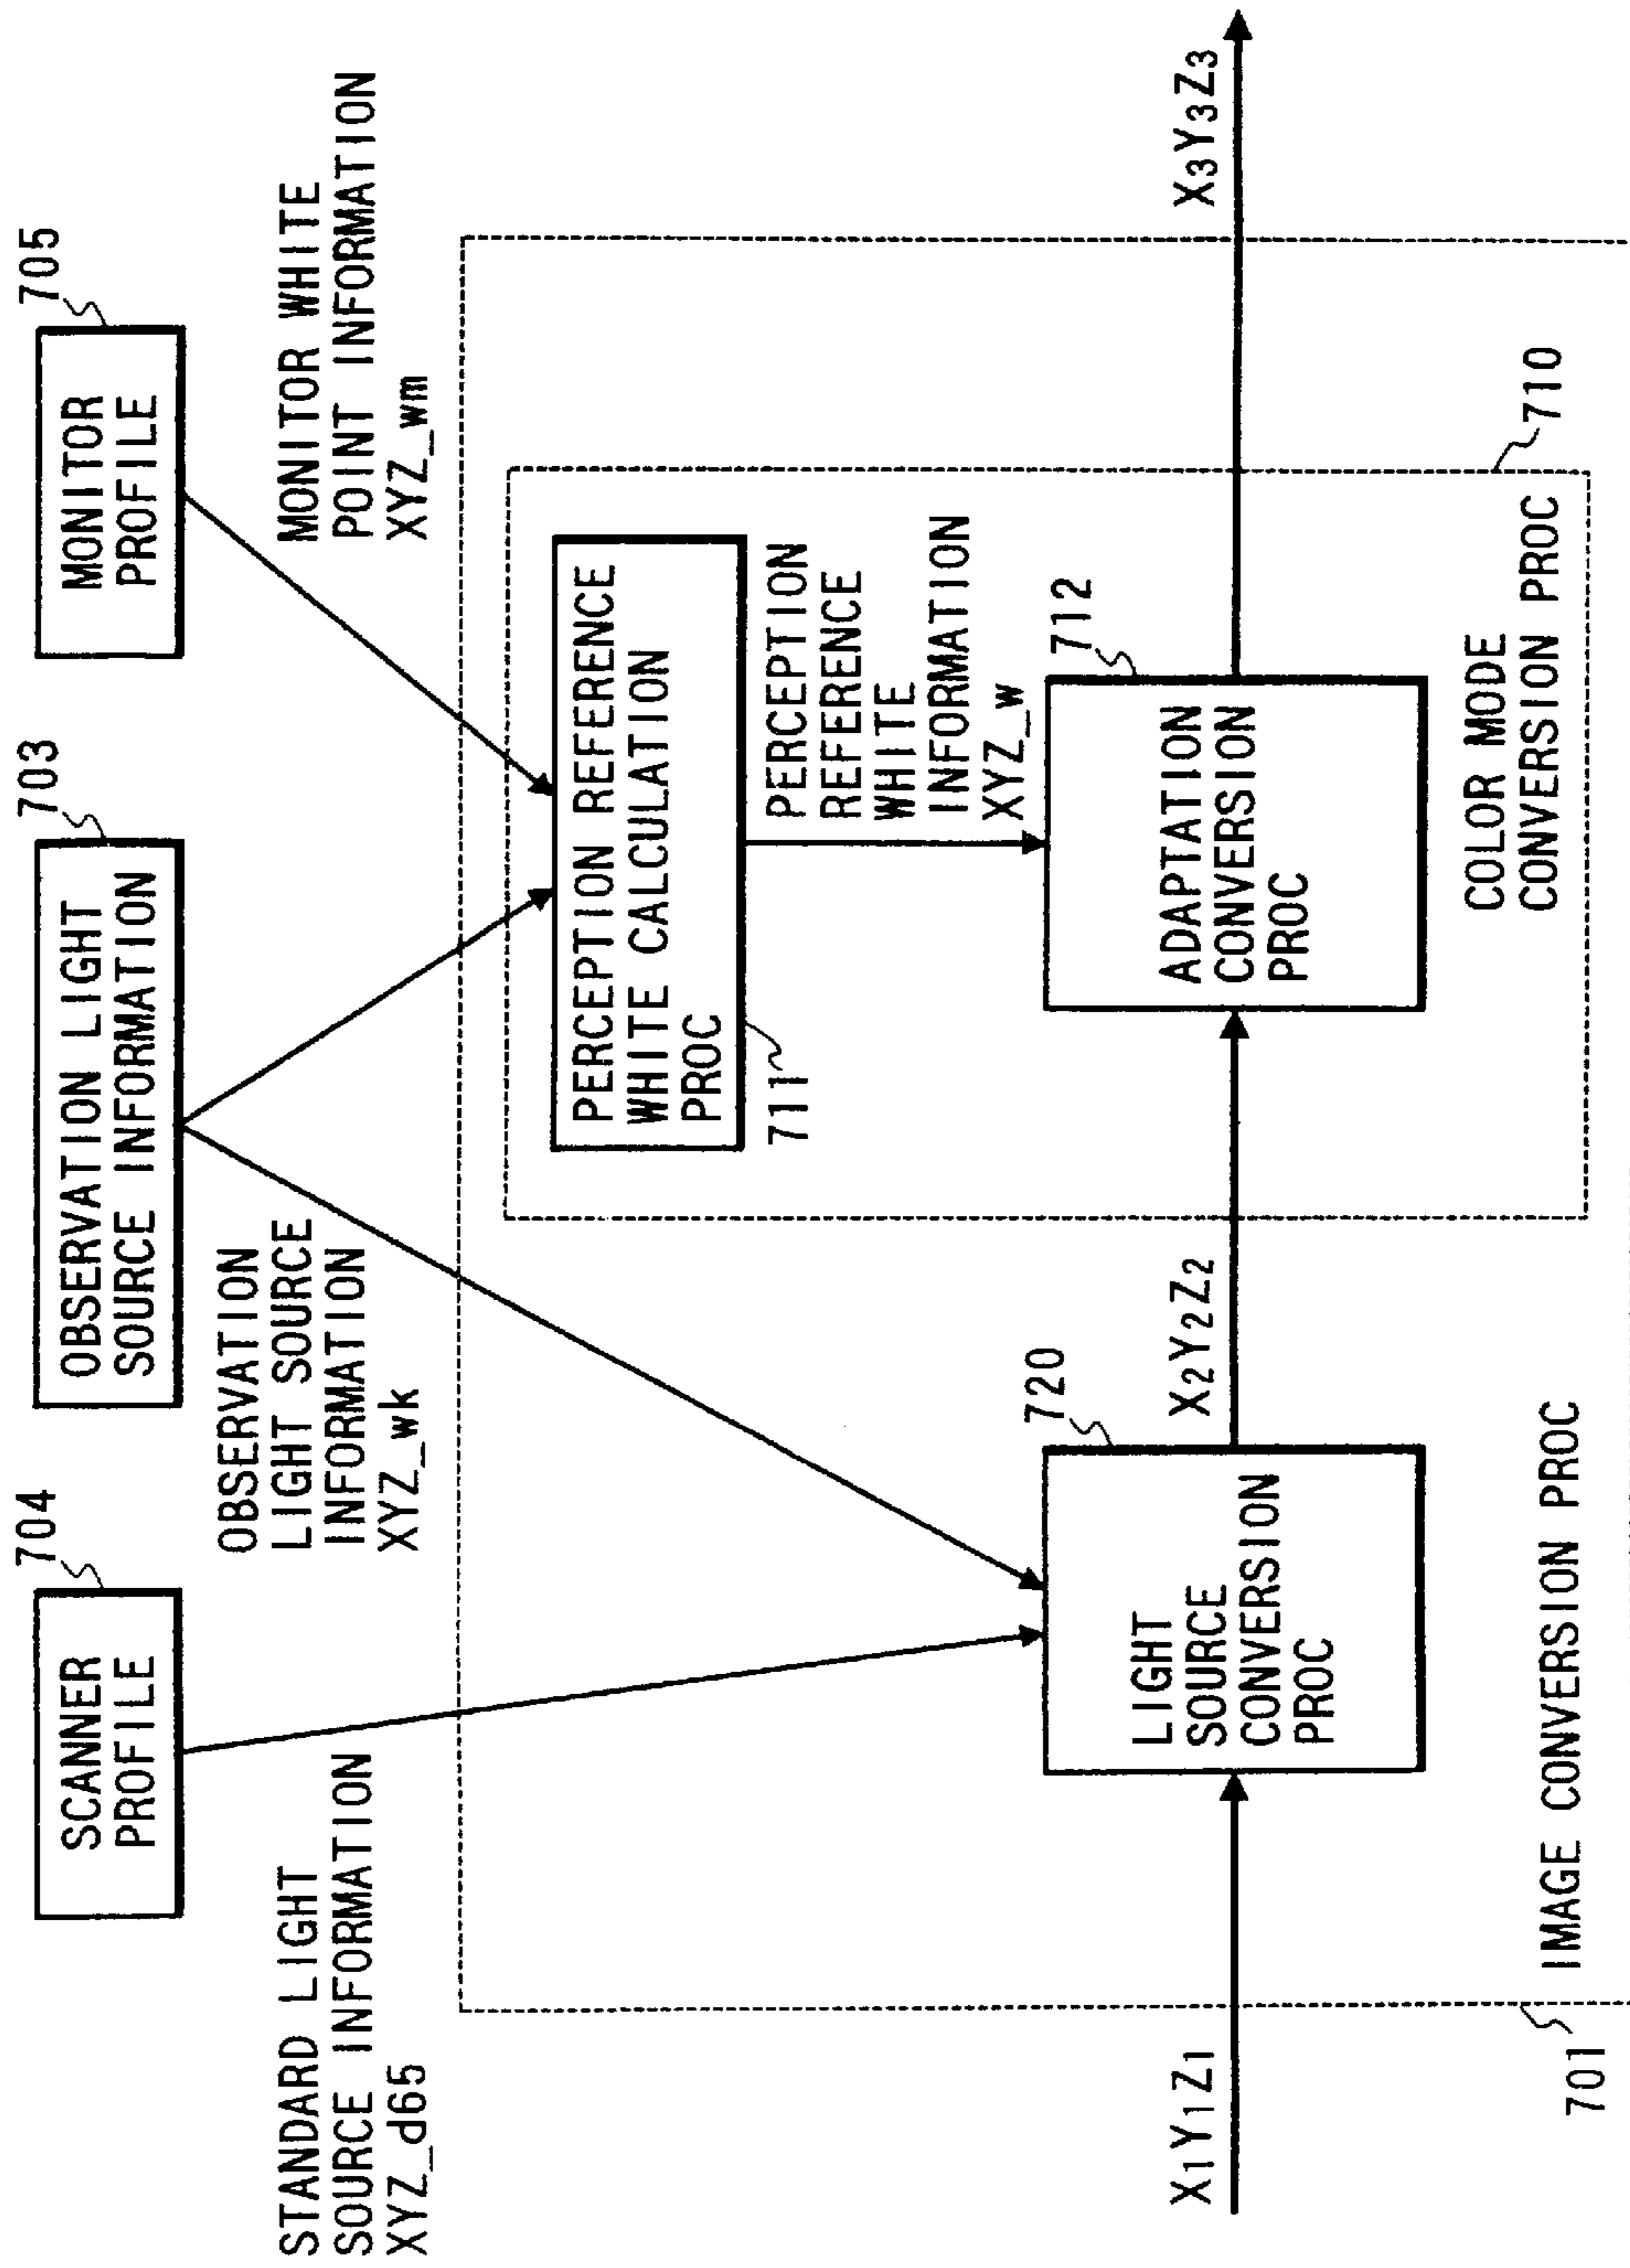 704
SCANNER
PROFILE
703
OBSERVATION LIGHT
SOURCE INFORMATION
705
MONITOR
PROFILE
STANDARD LIGHT
SOURCE INFORMATION
XYZ_d65
OBSERVATION
LIGHT SOURCE
INFORMATION
XYZ_wk
MONITOR WHITE
POINT INFORMATION
XYZ_wm
PERCEPTION REFERENCE
WHITE CALCULATION
PROC
711
PERCEPTION
REFERENCE
WHITE
INFORMATION
XYZ_w
720
LIGHT
SOURCE
CONVERSION
PROC
712
ADAPTATION
CONVERSION
PROC
X₁Y₁Z₁
X₂Y₂Z₂
X₃Y₃Z₃
COLOR MODE
CONVERSION PROC
710
IMAGE CONVERSION PROC
701